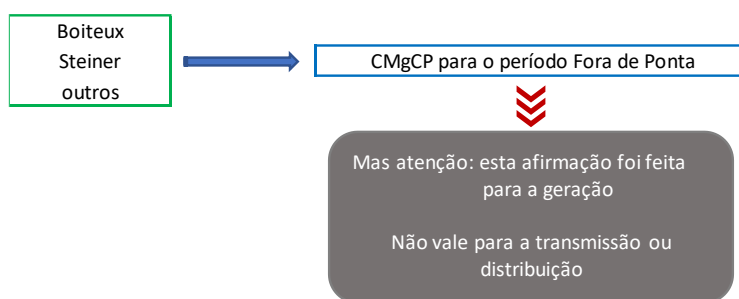 Boiteux
Steiner
outros
CMgCP para o período Fora de Ponta
Mas atenção: esta afirmação foi feita
para a geração
Não vale para a transmissão ou
distribuição